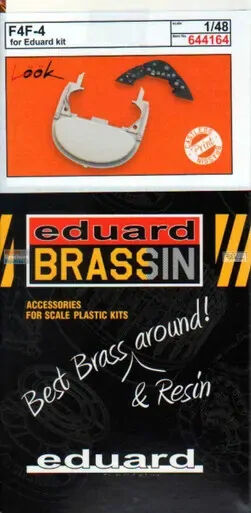 F4F-4
for Eduard kit
scale
1/48
Item No.
644164
Look
Print
eduard
BRASSIN
ACCESSORIES
FOR SCALE PLASTIC KITS
Best Brass around!
& Resin
eduard